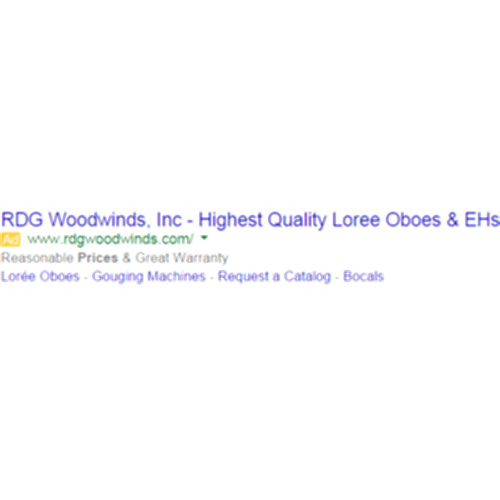 RDG Woodwinds, Inc - Highest Quality Loree Oboes & EHs
Ad www.rdgwoodwinds.com/
Reasonable Prices & Great Warranty
Lorée Oboes - Gouging Machines - Request a Catalog - Bocals